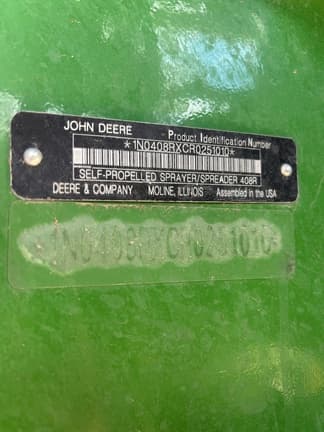 JOHN DEERE
Product Identification Number
*1N0408RXCR0251010*
SELF-PROPELLED SPRAYER/SPREADER 408R
DEERE & COMPANY MOLINE, ILLINOIS Assembled in the USA